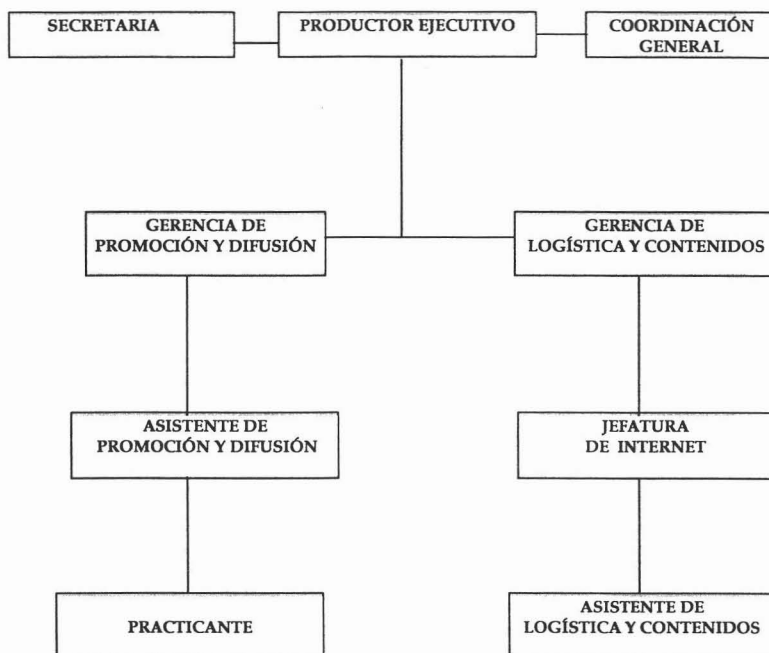 SECRETARIA
PRODUCTOR EJECUTIVO
COORDINACIÓN
GENERAL
GERENCIA DE
PROMOCIÓN Y DIFUSIÓN
GERENCIA DE
LOGÍSTICA Y CONTENIDOS
ASISTENTE DE
PROMOCIÓN Y DIFUSIÓN
JEFATURA
DE INTERNET
PRACTICANTE
ASISTENTE DE
LOGÍSTICA Y CONTENIDOS